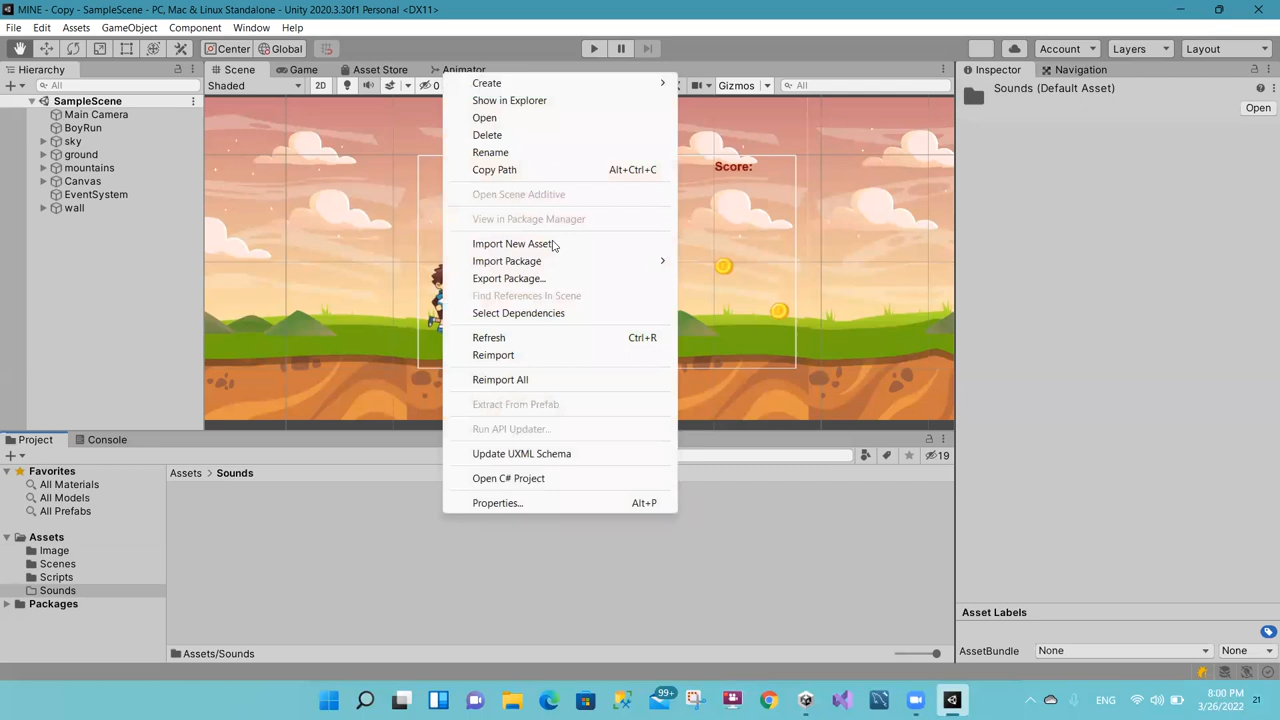 MINE - Copy - SampleScene - PC, Mac & Linux Standalone - Unity 2020.3.30f1 Personal <DX11>
File Edit Assets GameObject Component Window Help
Center Global Account Layers Layout
Hierarchy Scene Game Asset Store Animator Inspector Navigation
All Shaded 2D 0 Gizmos All
SampleScene
Main Camera
BoyRun
sky
ground
mountains
Canvas
EventSystem
wall
Create
Show in Explorer
Open
Delete
Rename
Copy Path Alt+Ctrl+C
Open Scene Additive
View in Package Manager
Import New Asset
Import Package
Export Package...
Find References In Scene
Select Dependencies
Refresh Ctrl+R
Reimport
Reimport All
Extract From Prefab
Run API Updater...
Update UXML Schema
Open C# Project
Properties... Alt+P
Score:
Sounds (Default Asset)
Open
Project Console
19
Favorites
All Materials
All Models
All Prefabs
Assets
Image
Scenes
Scripts
Sounds
Packages
Assets > Sounds
Assets/Sounds
Asset Labels
AssetBundle None None
99+
ENG
8:00 PM
3/26/2022
21